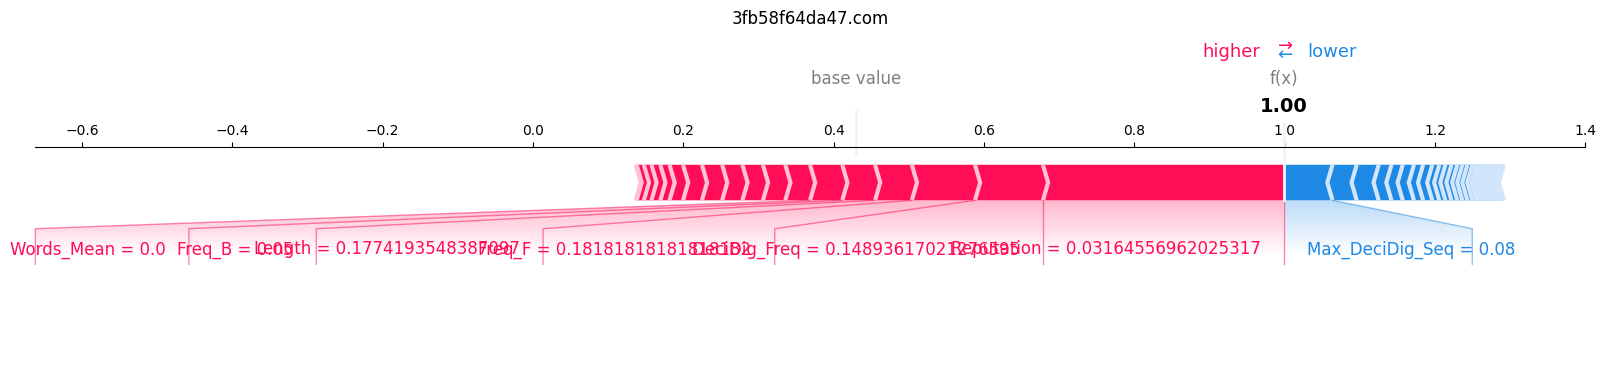 3fb58f64da47.com
higher ⇄ lower
base value f(x)
1.00
−0.6 −0.4 −0.2 0.0 0.2 0.4 0.6 0.8 1.0 1.2 1.4
Words_Mean = 0.0 Freq_B = 0.05 Length = 0.1774193548387097 Freq_F = 0.18181818181818182 DeciDig_Freq = 0.14893617021276595 Reputation = 0.03164556962025317 Max_DeciDig_Seq = 0.08